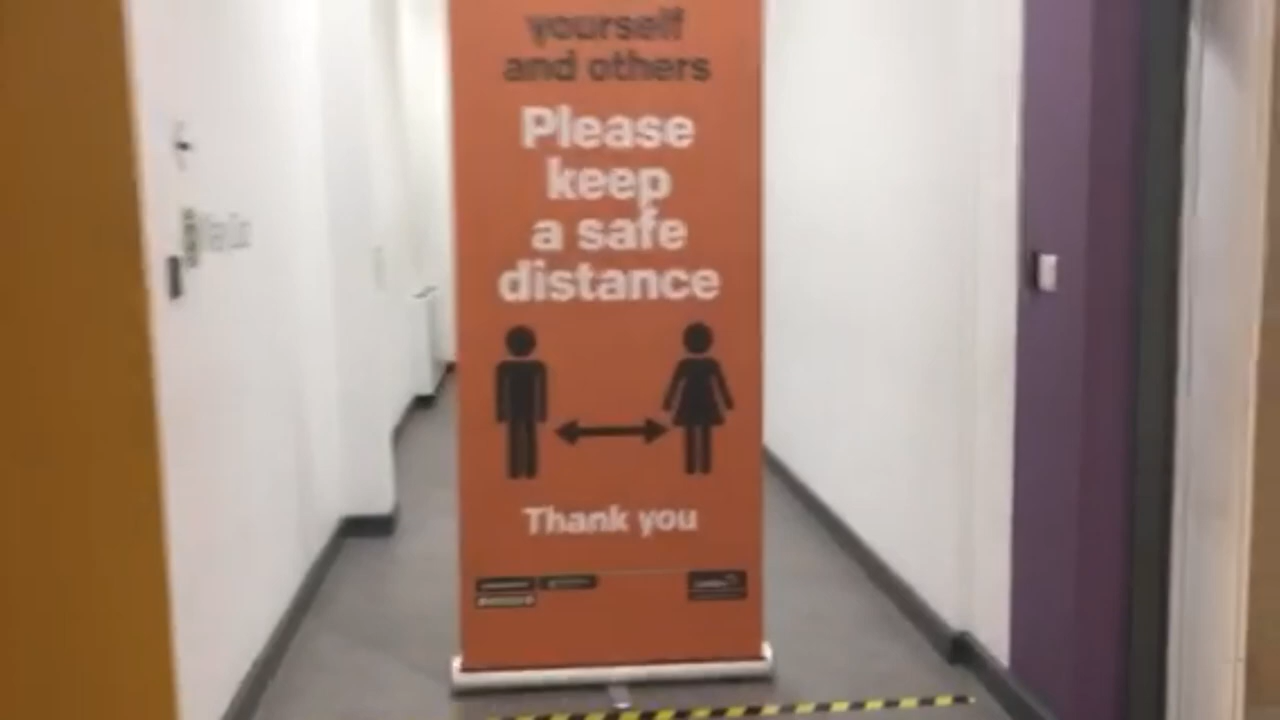 yourself
and others
Please
keep
a safe
distance
Thank you